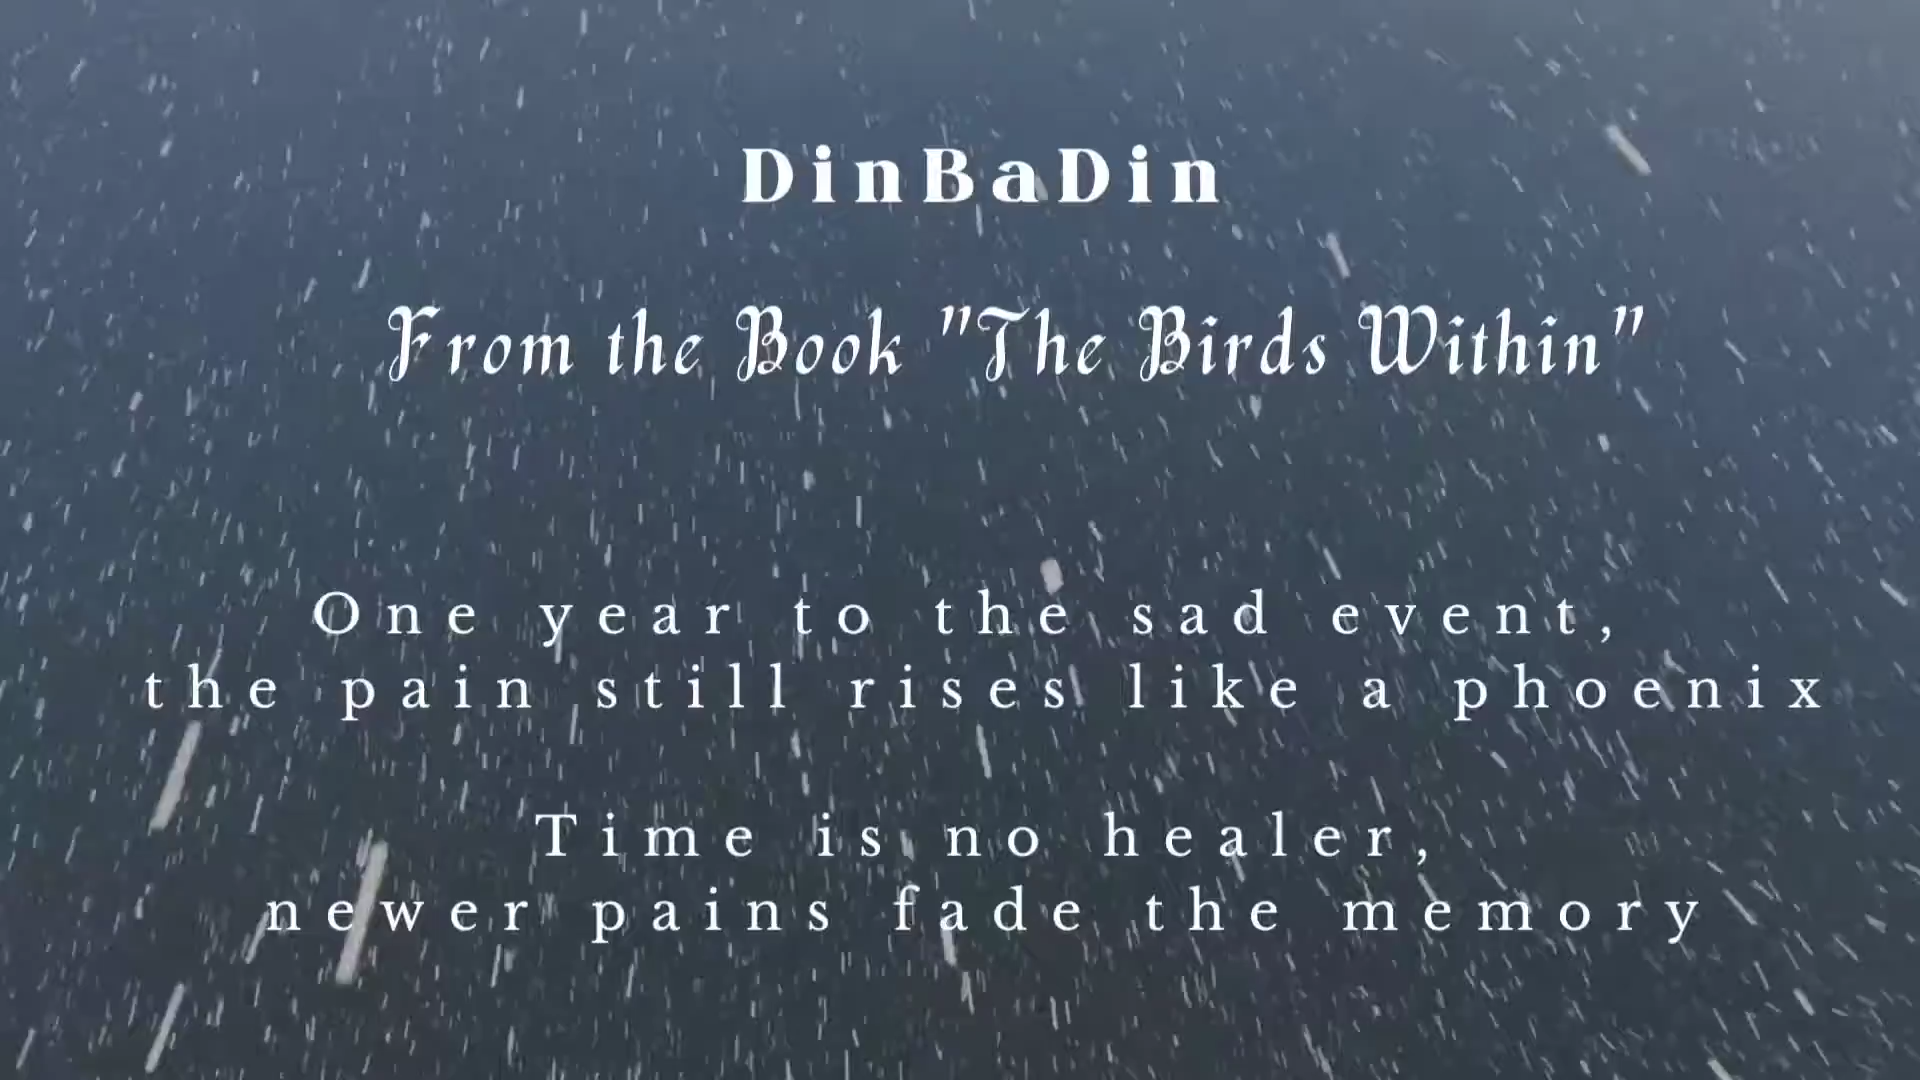 DinBaDin
From the Book "The Birds Within"
One year to the sad event,
the pain still rises like a phoenix
Time is no healer,
newer pains fade the memory